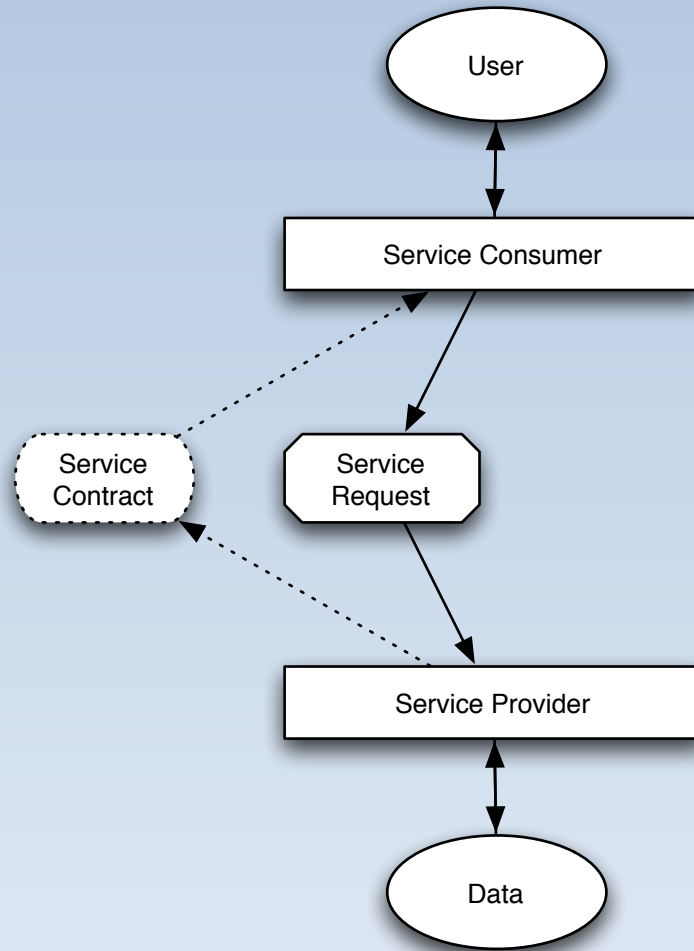 User
Service Consumer
Service
Contract
Service
Request
Service Provider
Data